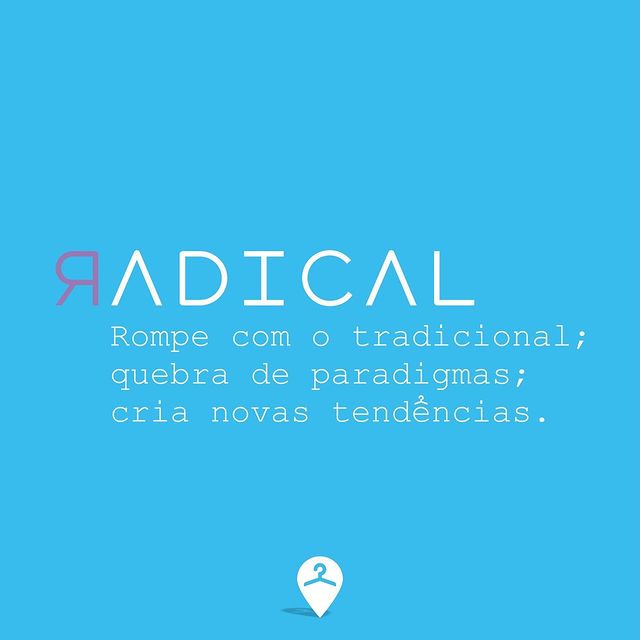 RADICAL
Rompe com o tradicional;
quebra de paradigmas;
cria novas tendências.